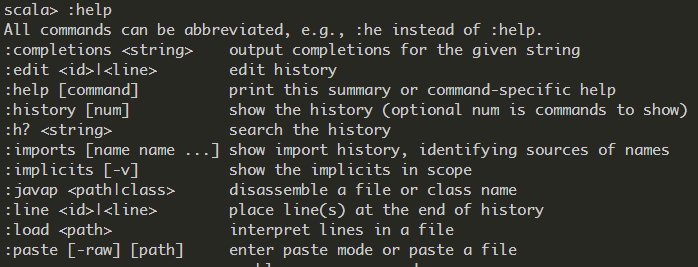 scala> :help
All commands can be abbreviated, e.g., :he instead of :help.
:completions <string> output completions for the given string
:edit <id>|<line> edit history
:help [command] print this summary or command-specific help
:history [num] show the history (optional num is commands to show)
:h? <string> search the history
:imports [name name ...] show import history, identifying sources of names
:implicits [-v] show the implicits in scope
:javap <path|class> disassemble a file or class name
:line <id>|<line> place line(s) at the end of history
:load <path> interpret lines in a file
:paste [-raw] [path] enter paste mode or paste a file